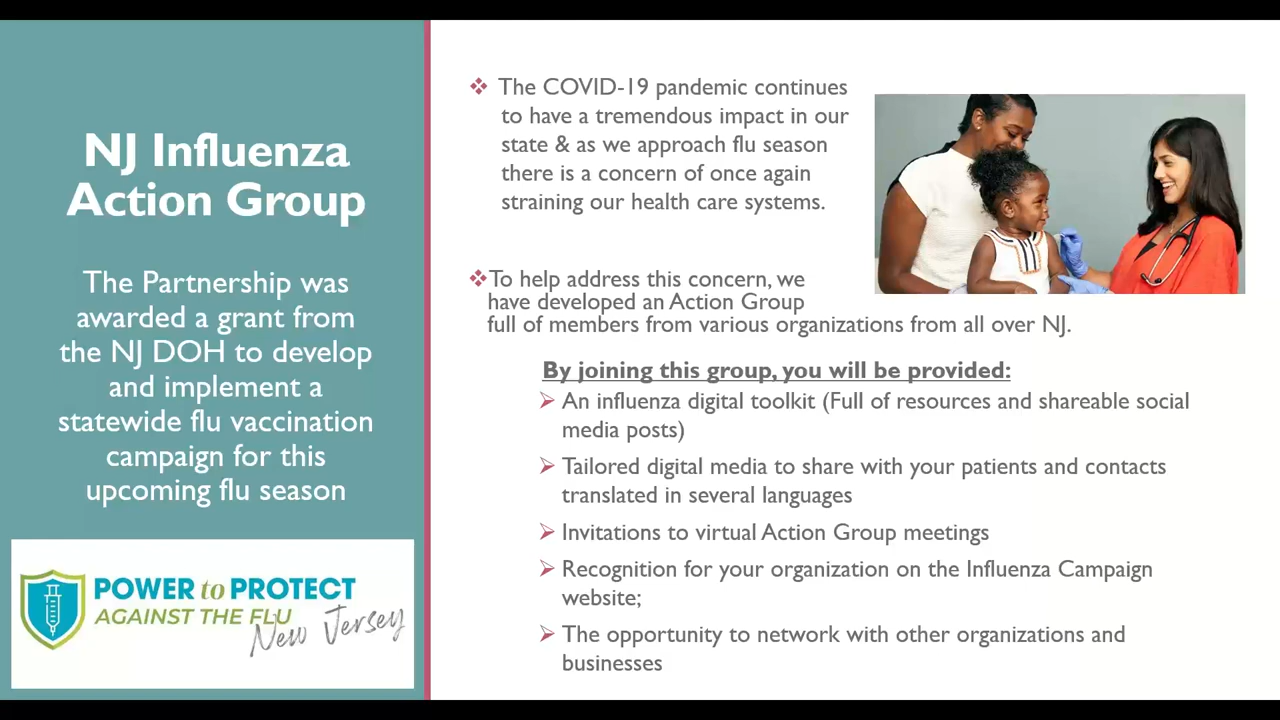 NJ Influenza
Action Group
The Partnership was
awarded a grant from
the NJ DOH to develop
and implement a
statewide flu vaccination
campaign for this
upcoming flu season
POWER to PROTECT
AGAINST THE FLU
New Jersey
❖ The COVID-19 pandemic continues
to have a tremendous impact in our
state & as we approach flu season
there is a concern of once again
straining our health care systems.
❖To help address this concern, we
have developed an Action Group
full of members from various organizations from all over NJ.
By joining this group, you will be provided:
➢ An influenza digital toolkit (Full of resources and shareable social
media posts)
➢ Tailored digital media to share with your patients and contacts
translated in several languages
➢ Invitations to virtual Action Group meetings
➢ Recognition for your organization on the Influenza Campaign
website;
➢ The opportunity to network with other organizations and
businesses